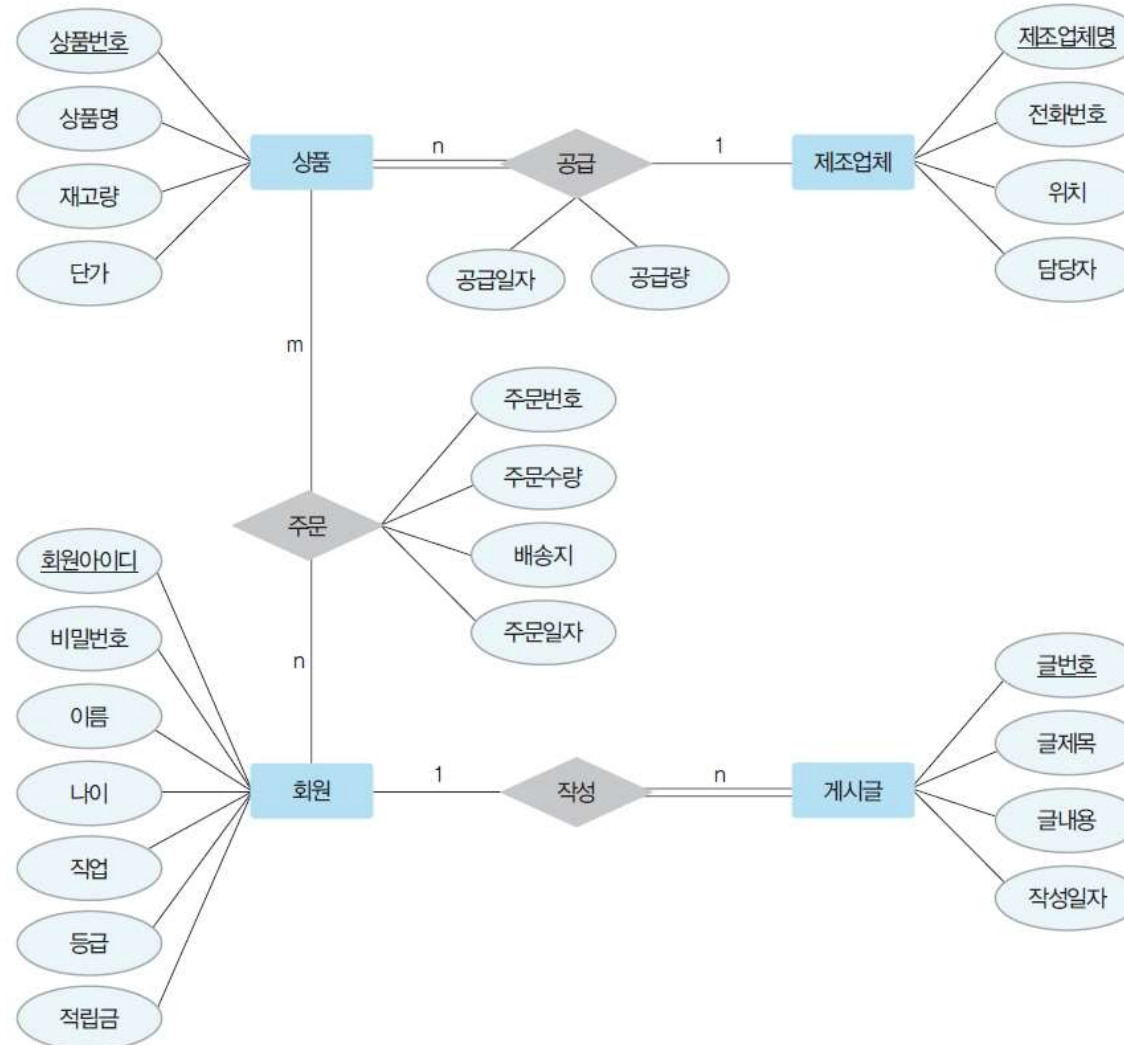 상품번호
상품명
재고량
단가
상품
n
공급
1
제조업체
제조업체명
전화번호
위치
담당자
공급일자
공급량
m
주문
주문번호
주문수량
배송지
주문일자
n
회원아이디
비밀번호
이름
나이
직업
등급
적립금
회원
1
작성
n
게시글
글번호
글제목
글내용
작성일자